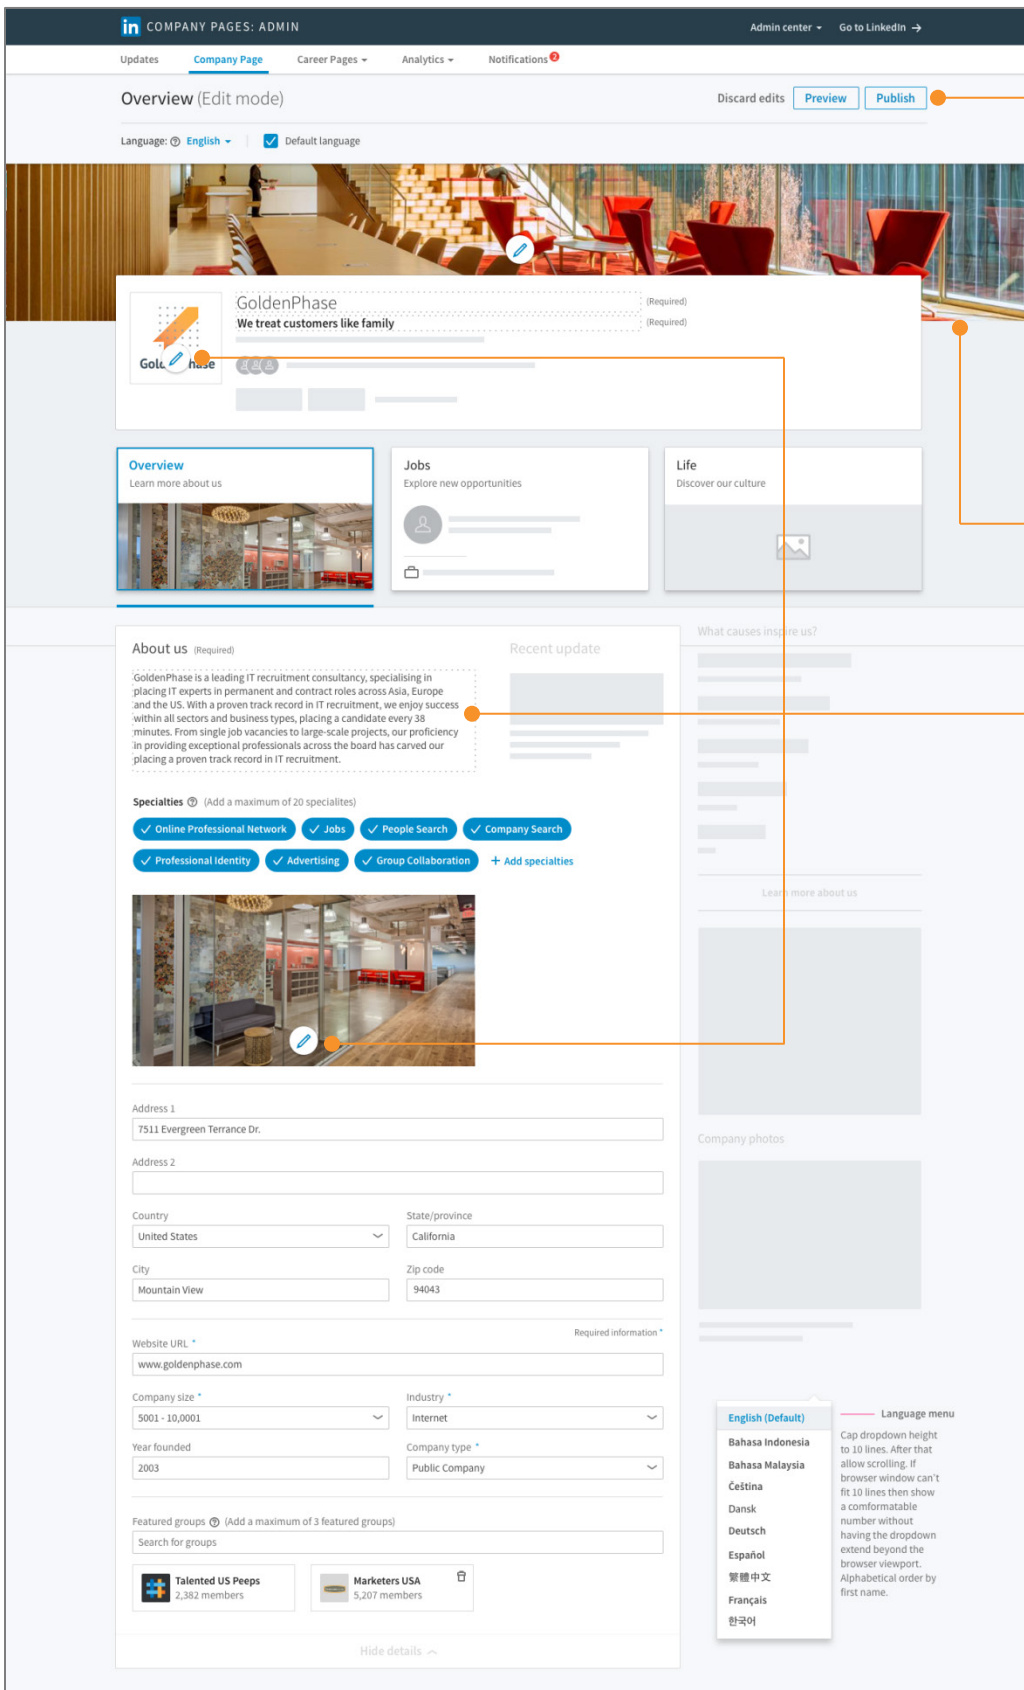 in COMPANY PAGES: ADMIN
Admin center
Go to LinkedIn →
Updates
Company Page
Career Pages
Analytics
Notifications 2
Overview (Edit mode)
Discard edits
Preview
Publish
Language: ? English
Default language
GoldenPhase
(Required)
We treat customers like family
(Required)
Overview
Learn more about us
Jobs
Explore new opportunities
Life
Discover our culture
About us (Required)
Recent update
What causes inspire us?
GoldenPhase is a leading IT recruitment consultancy, specialising in
placing IT experts in permanent and contract roles across Asia, Europe
and the US. With a proven track record in IT recruitment, we enjoy success
within all sectors and business types, placing a candidate every 38
minutes. From single job vacancies to large-scale projects, our proficiency
in providing exceptional professionals across the board has carved our
placing a proven track record in IT recruitment.
Specialties ? (Add a maximum of 20 specialites)
Online Professional Network
Jobs
People Search
Company Search
Professional Identity
Advertising
Group Collaboration
+ Add specialties
Learn more about us
Address 1
7511 Evergreen Terrance Dr.
Address 2
Company photos
Country
State/province
United States
California
City
Zip code
Mountain View
94043
Required information *
Website URL *
www.goldenphase.com
Company size *
Industry *
5001 - 10,0001
Internet
Year founded
Company type *
2003
Public Company
Featured groups ? (Add a maximum of 3 featured groups)
Search for groups
Talented US Peeps
2,382 members
Marketers USA
5,207 members
Hide details
English (Default)
Bahasa Indonesia
Bahasa Malaysia
Čeština
Dansk
Deutsch
Español
繁體中文
Français
한국어
Language menu
Cap dropdown height
to 10 lines. After that
allow scrolling. If
browser window can't
fit 10 lines then show
a comformatable
number without
having the dropdown
extend beyond the
browser viewport.
Alphabetical order by
first name.